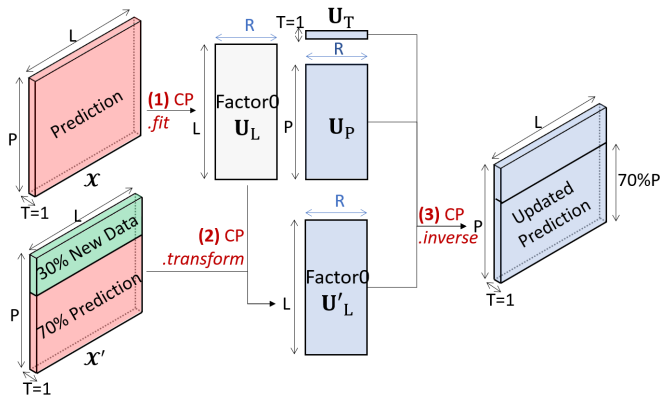 L
P
Prediction
T=1
𝒳
(1) CP
.fit
R
L
Factor0
U_L
T=1
U_T
R
P
U_P
L
P
30% New Data
70% Prediction
T=1
𝒳′
(2) CP
.transform
R
L
Factor0
U′_L
(3) CP
.inverse
L
P
70%P
Updated
Prediction
T=1